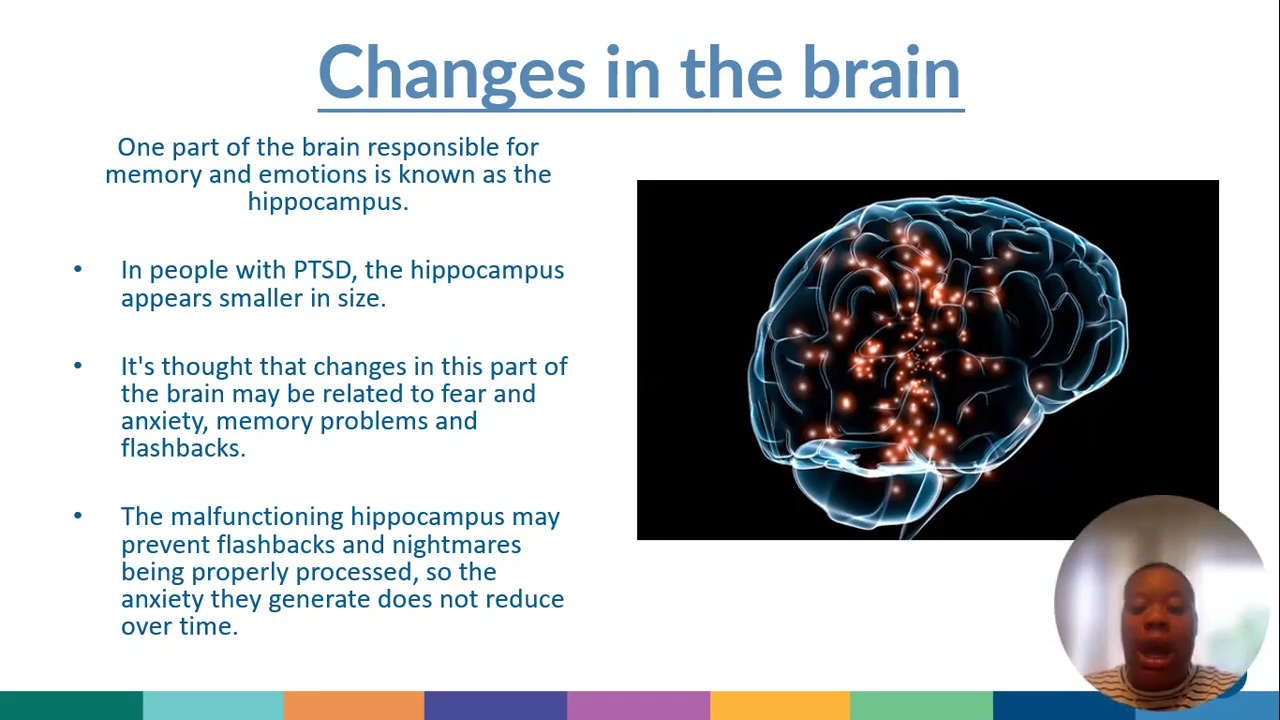 Changes in the brain
One part of the brain responsible for
memory and emotions is known as the
hippocampus.
• In people with PTSD, the hippocampus
appears smaller in size.
• It's thought that changes in this part of
the brain may be related to fear and
anxiety, memory problems and
flashbacks.
• The malfunctioning hippocampus may
prevent flashbacks and nightmares
being properly processed, so the
anxiety they generate does not reduce
over time.